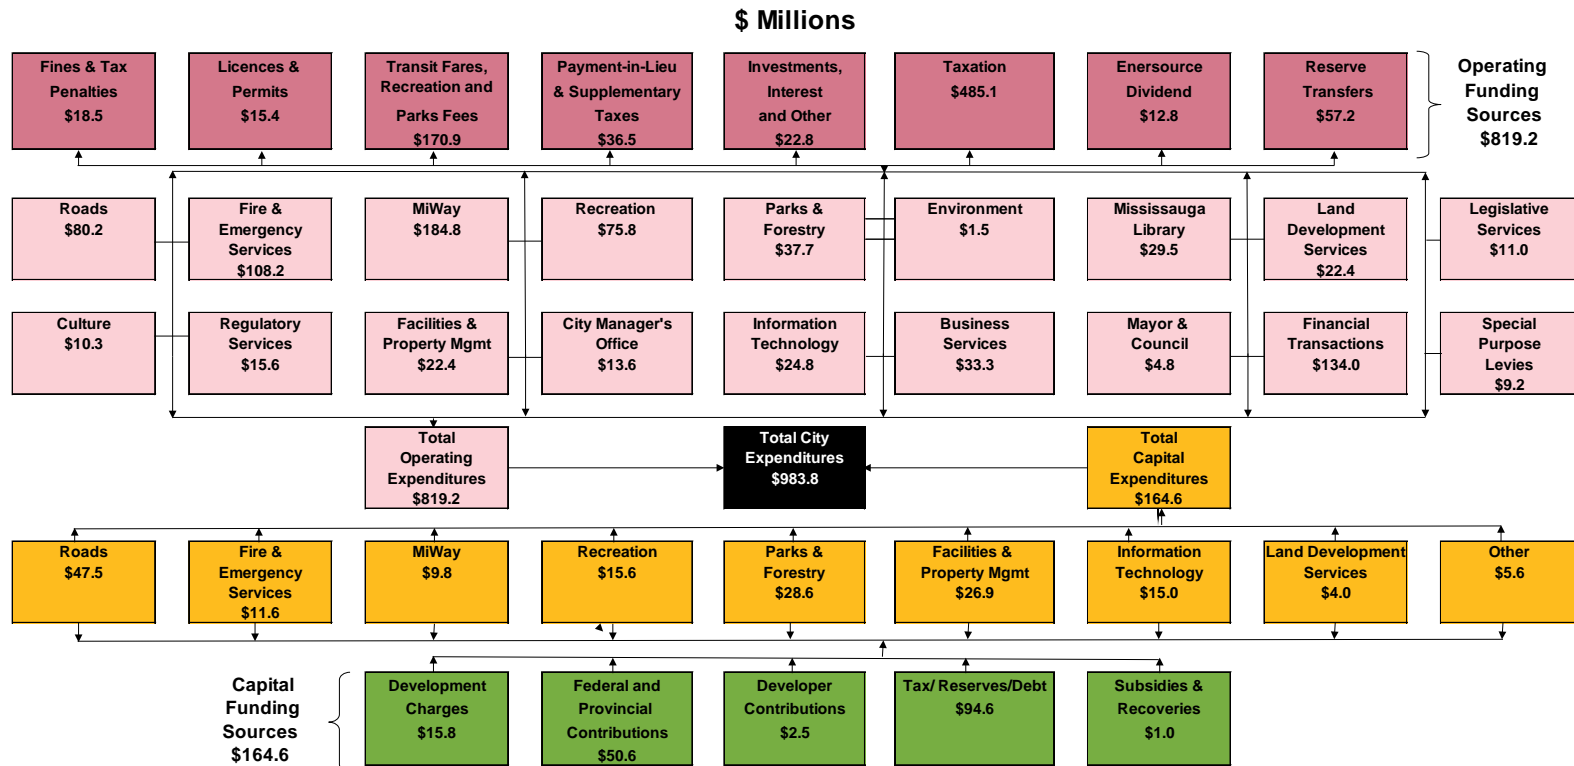 $ Millions
Fines & Tax
Penalties
$18.5
Licences &
Permits
$15.4
Transit Fares,
Recreation and
Parks Fees
$170.9
Payment-in-Lieu
& Supplementary
Taxes
$36.5
Investments,
Interest
and Other
$22.8
Taxation
$485.1
Enersource
Dividend
$12.8
Reserve
Transfers
$57.2
Operating
Funding
Sources
$819.2
Roads
$80.2
Fire &
Emergency
Services
$108.2
MiWay
$184.8
Recreation
$75.8
Parks &
Forestry
$37.7
Environment
$1.5
Mississauga
Library
$29.5
Land
Development
Services
$22.4
Legislative
Services
$11.0
Culture
$10.3
Regulatory
Services
$15.6
Facilities &
Property Mgmt
$22.4
City Manager's
Office
$13.6
Information
Technology
$24.8
Business
Services
$33.3
Mayor &
Council
$4.8
Financial
Transactions
$134.0
Special
Purpose
Levies
$9.2
Total
Operating
Expenditures
$819.2
Total City
Expenditures
$983.8
Total
Capital
Expenditures
$164.6
Roads
$47.5
Fire &
Emergency
Services
$11.6
MiWay
$9.8
Recreation
$15.6
Parks &
Forestry
$28.6
Facilities &
Property Mgmt
$26.9
Information
Technology
$15.0
Land Development
Services
$4.0
Other
$5.6
Capital
Funding
Sources
$164.6
Development
Charges
$15.8
Federal and
Provincial
Contributions
$50.6
Developer
Contributions
$2.5
Tax/ Reserves/Debt
$94.6
Subsidies &
Recoveries
$1.0